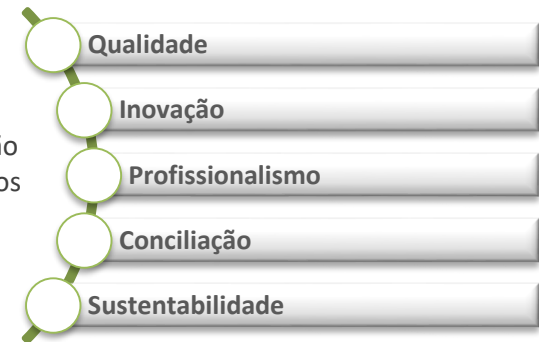 Qualidade
Inovação
Profissionalismo
Conciliação
Sustentabilidade